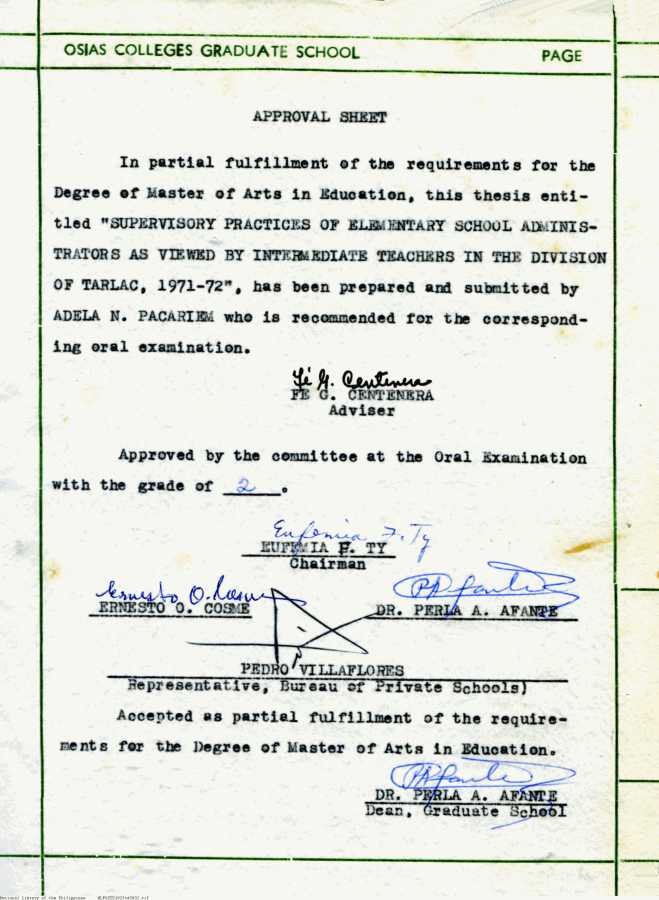 OSIAS COLLEGES GRADUATE SCHOOL PAGE
APPROVAL SHEET
In partial fulfillment of the requirements for the
Degree of Master of Arts in Education, this thesis enti-
tled "SUPERVISORY PRACTICES OF ELEMENTARY SCHOOL ADMINIS-
TRATORS AS VIEWED BY INTERMEDIATE TEACHERS IN THE DIVISION
OF TARLAC, 1971-72", has been prepared and submitted by
ADELA N. PACARIEM who is recommended for the correspond-
ing oral examination.
Fe G. Centenera
FE G. CENTENERA
Adviser
Approved by the committee at the Oral Examination
with the grade of 2 .
Eufemia F. Ty
EUFEMIA F. TY
Chairman
Ernesto O. Cosme
ERNESTO O. COSME DR. PERLA A. AFANTE
PEDRO VILLAFLORES
Representative, Bureau of Private Schools)
Accepted as partial fulfillment of the require-
ments for the Degree of Master of Arts in Education.
DR. PERLA A. AFANTE
Dean, Graduate School
National Library of the Philippines